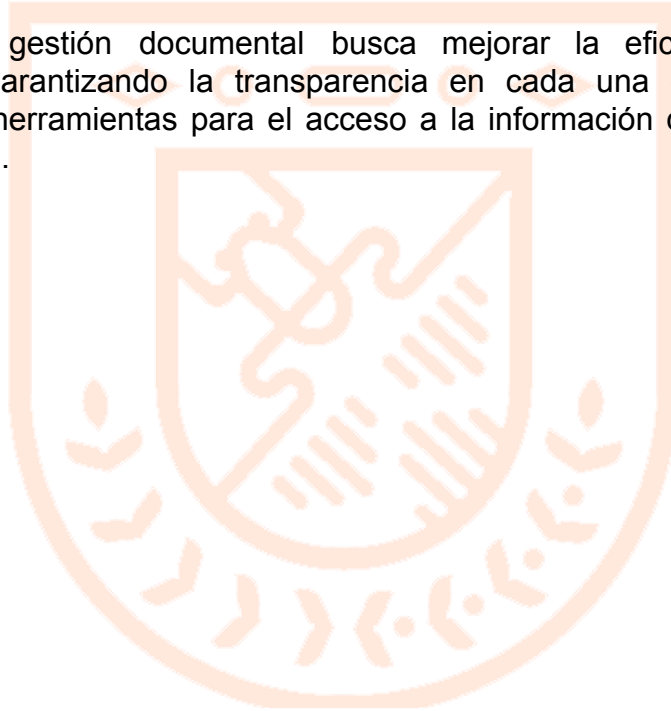 gestión documental busca mejorar la efic
arantizando la transparencia en cada una
herramientas para el acceso a la información
.